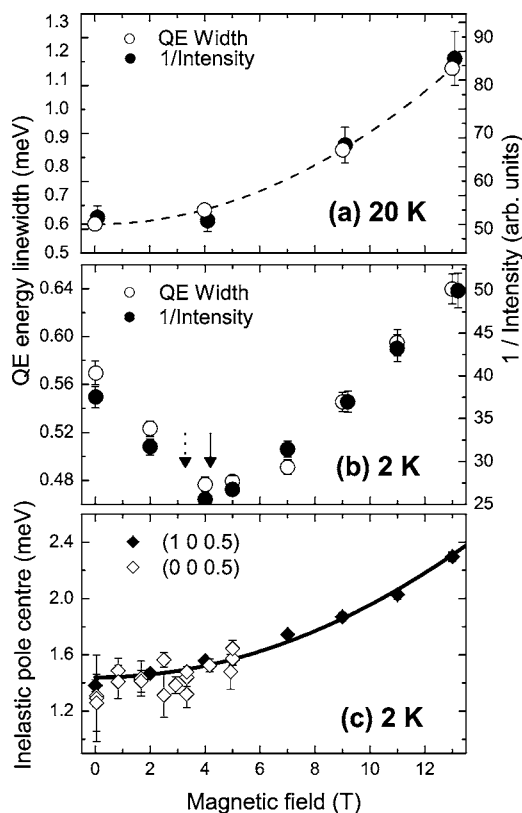 1.3
1.2
1.1
1.0
0.9
0.8
0.7
0.6
0.5
QE Width
1/Intensity
(a) 20 K
90
80
70
60
50
QE energy linewidth (meV)
1 / Intensity (arb. units)
0.64
0.60
0.56
0.52
0.48
QE Width
1/Intensity
(b) 2 K
50
45
40
35
30
25
Inelastic pole centre (meV)
2.4
2.0
1.6
1.2
(1 0 0.5)
(0 0 0.5)
(c) 2 K
0 2 4 6 8 10 12
Magnetic field (T)